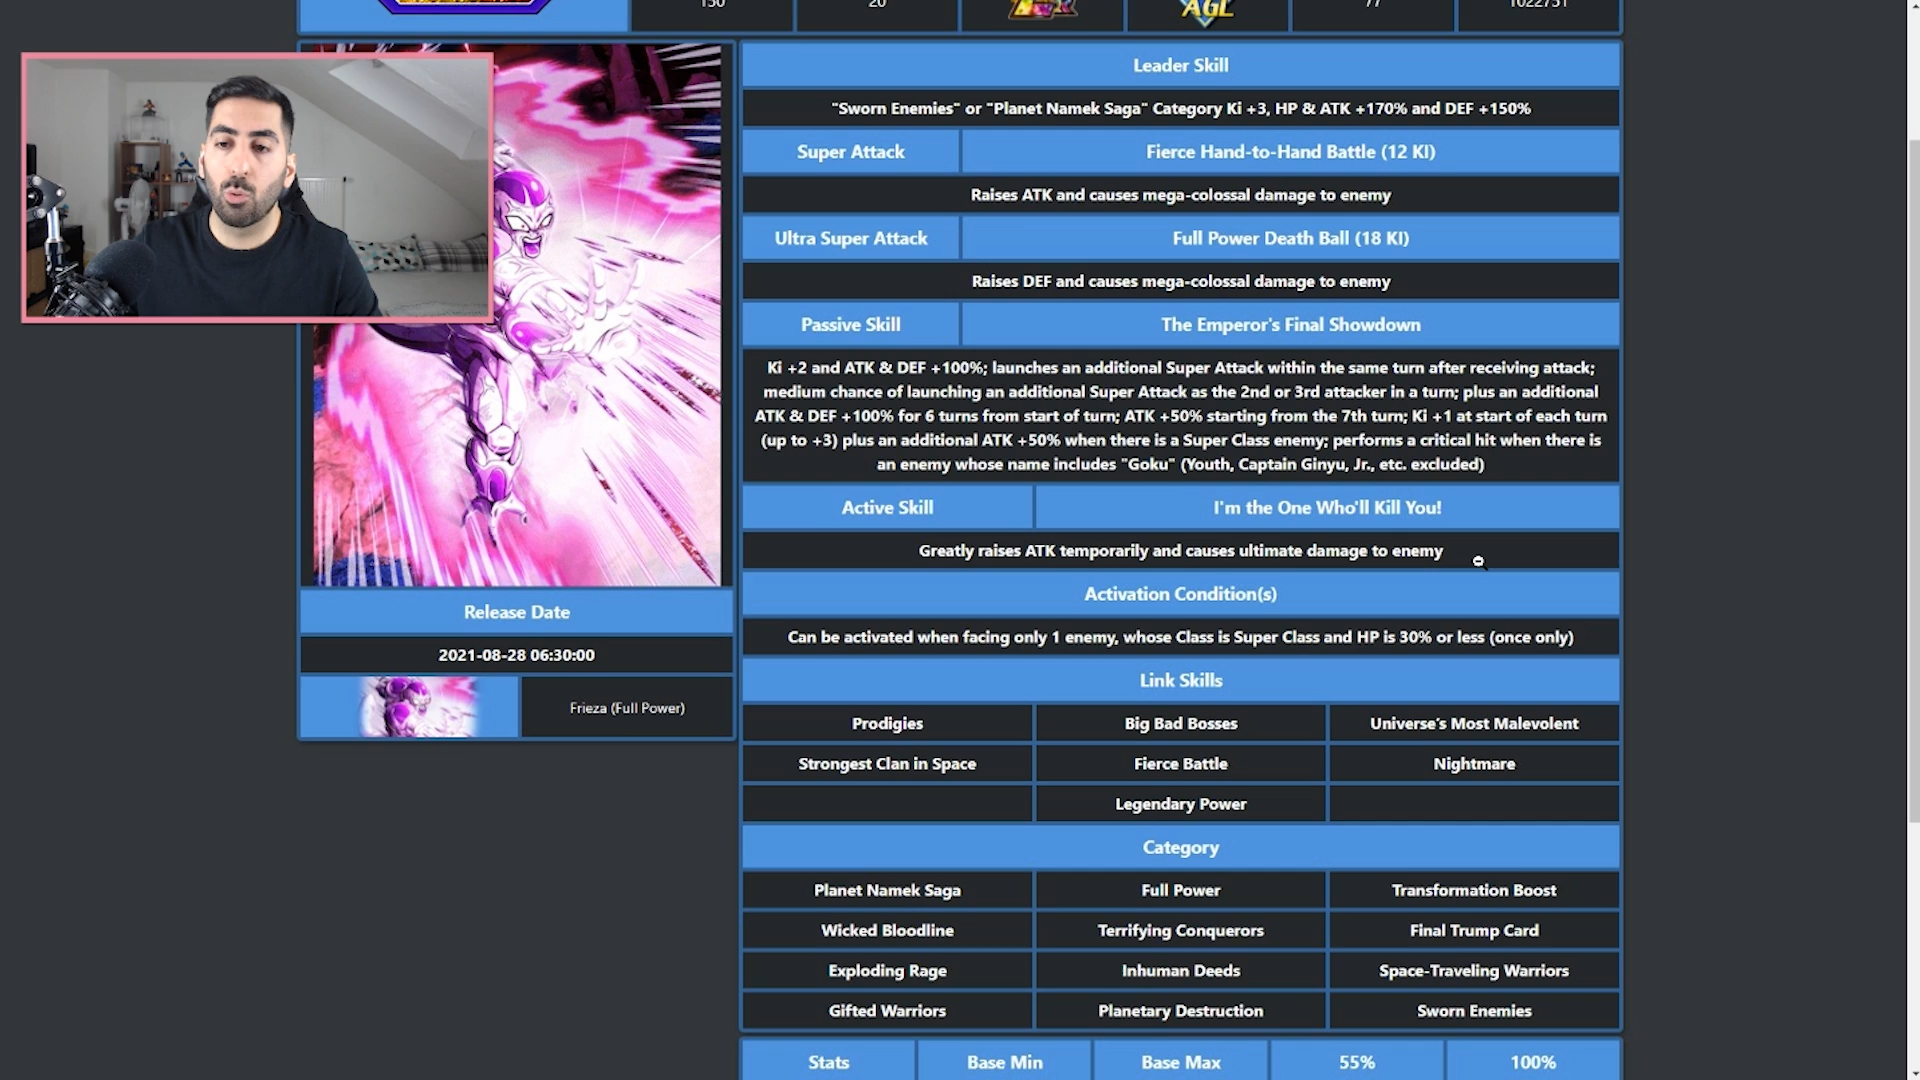 150
20
AGL
77
1022751
Leader Skill
"Sworn Enemies" or "Planet Namek Saga" Category Ki +3, HP & ATK +170% and DEF +150%
Super Attack
Fierce Hand-to-Hand Battle (12 KI)
Raises ATK and causes mega-colossal damage to enemy
Ultra Super Attack
Full Power Death Ball (18 KI)
Raises DEF and causes mega-colossal damage to enemy
Passive Skill
The Emperor's Final Showdown
Ki +2 and ATK & DEF +100%; launches an additional Super Attack within the same turn after receiving attack;
medium chance of launching an additional Super Attack as the 2nd or 3rd attacker in a turn; plus an additional
ATK & DEF +100% for 6 turns from start of turn; ATK +50% starting from the 7th turn; Ki +1 at start of each turn
(up to +3) plus an additional ATK +50% when there is a Super Class enemy; performs a critical hit when there is
an enemy whose name includes "Goku" (Youth, Captain Ginyu, Jr., etc. excluded)
Active Skill
I'm the One Who'll Kill You!
Greatly raises ATK temporarily and causes ultimate damage to enemy
Activation Condition(s)
Can be activated when facing only 1 enemy, whose Class is Super Class and HP is 30% or less (once only)
Release Date
2021-08-28 06:30:00
Frieza (Full Power)
Link Skills
Prodigies
Big Bad Bosses
Universe's Most Malevolent
Strongest Clan in Space
Fierce Battle
Nightmare
Legendary Power
Category
Planet Namek Saga
Full Power
Transformation Boost
Wicked Bloodline
Terrifying Conquerors
Final Trump Card
Exploding Rage
Inhuman Deeds
Space-Traveling Warriors
Gifted Warriors
Planetary Destruction
Sworn Enemies
Stats
Base Min
Base Max
55%
100%